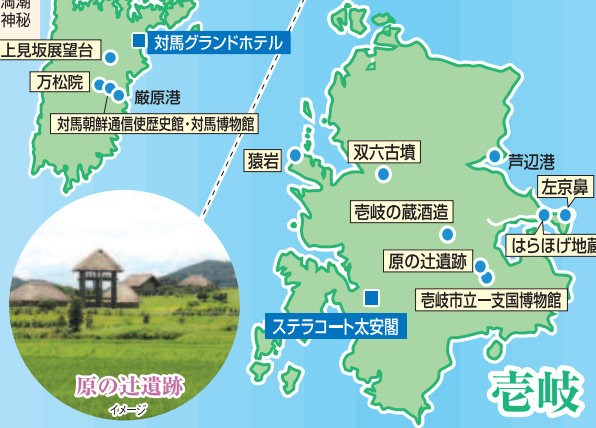 満潮
神秘
上見坂展望台
対馬グランドホテル
万松院
厳原港
対馬朝鮮通信使歴史館・対馬博物館
猿岩
双六古墳
芦辺港
左京鼻
壱岐の蔵酒造
はらほげ地蔵
原の辻遺跡
壱岐市立一支国博物館
ステラコート太安閣
原の辻遺跡
イメージ
壱岐